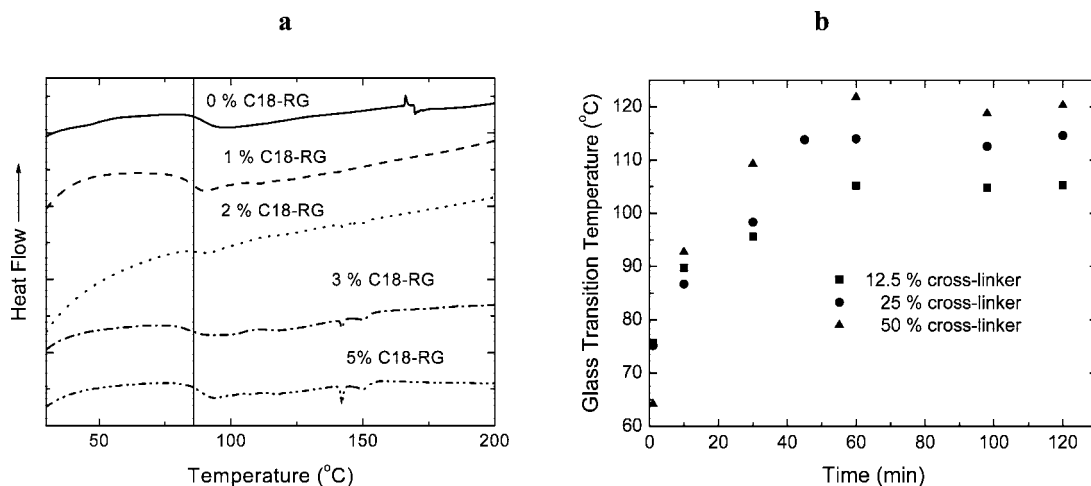 a
0 % C18-RG
1 % C18-RG
2 % C18-RG
3 % C18-RG
5% C18-RG
Heat Flow
50
100
150
200
Temperature (°C)
b
120
110
100
90
80
70
60
Glass Transition Temperature (°C)
12.5 % cross-linker
25 % cross-linker
50 % cross-linker
0
20
40
60
80
100
120
Time (min)